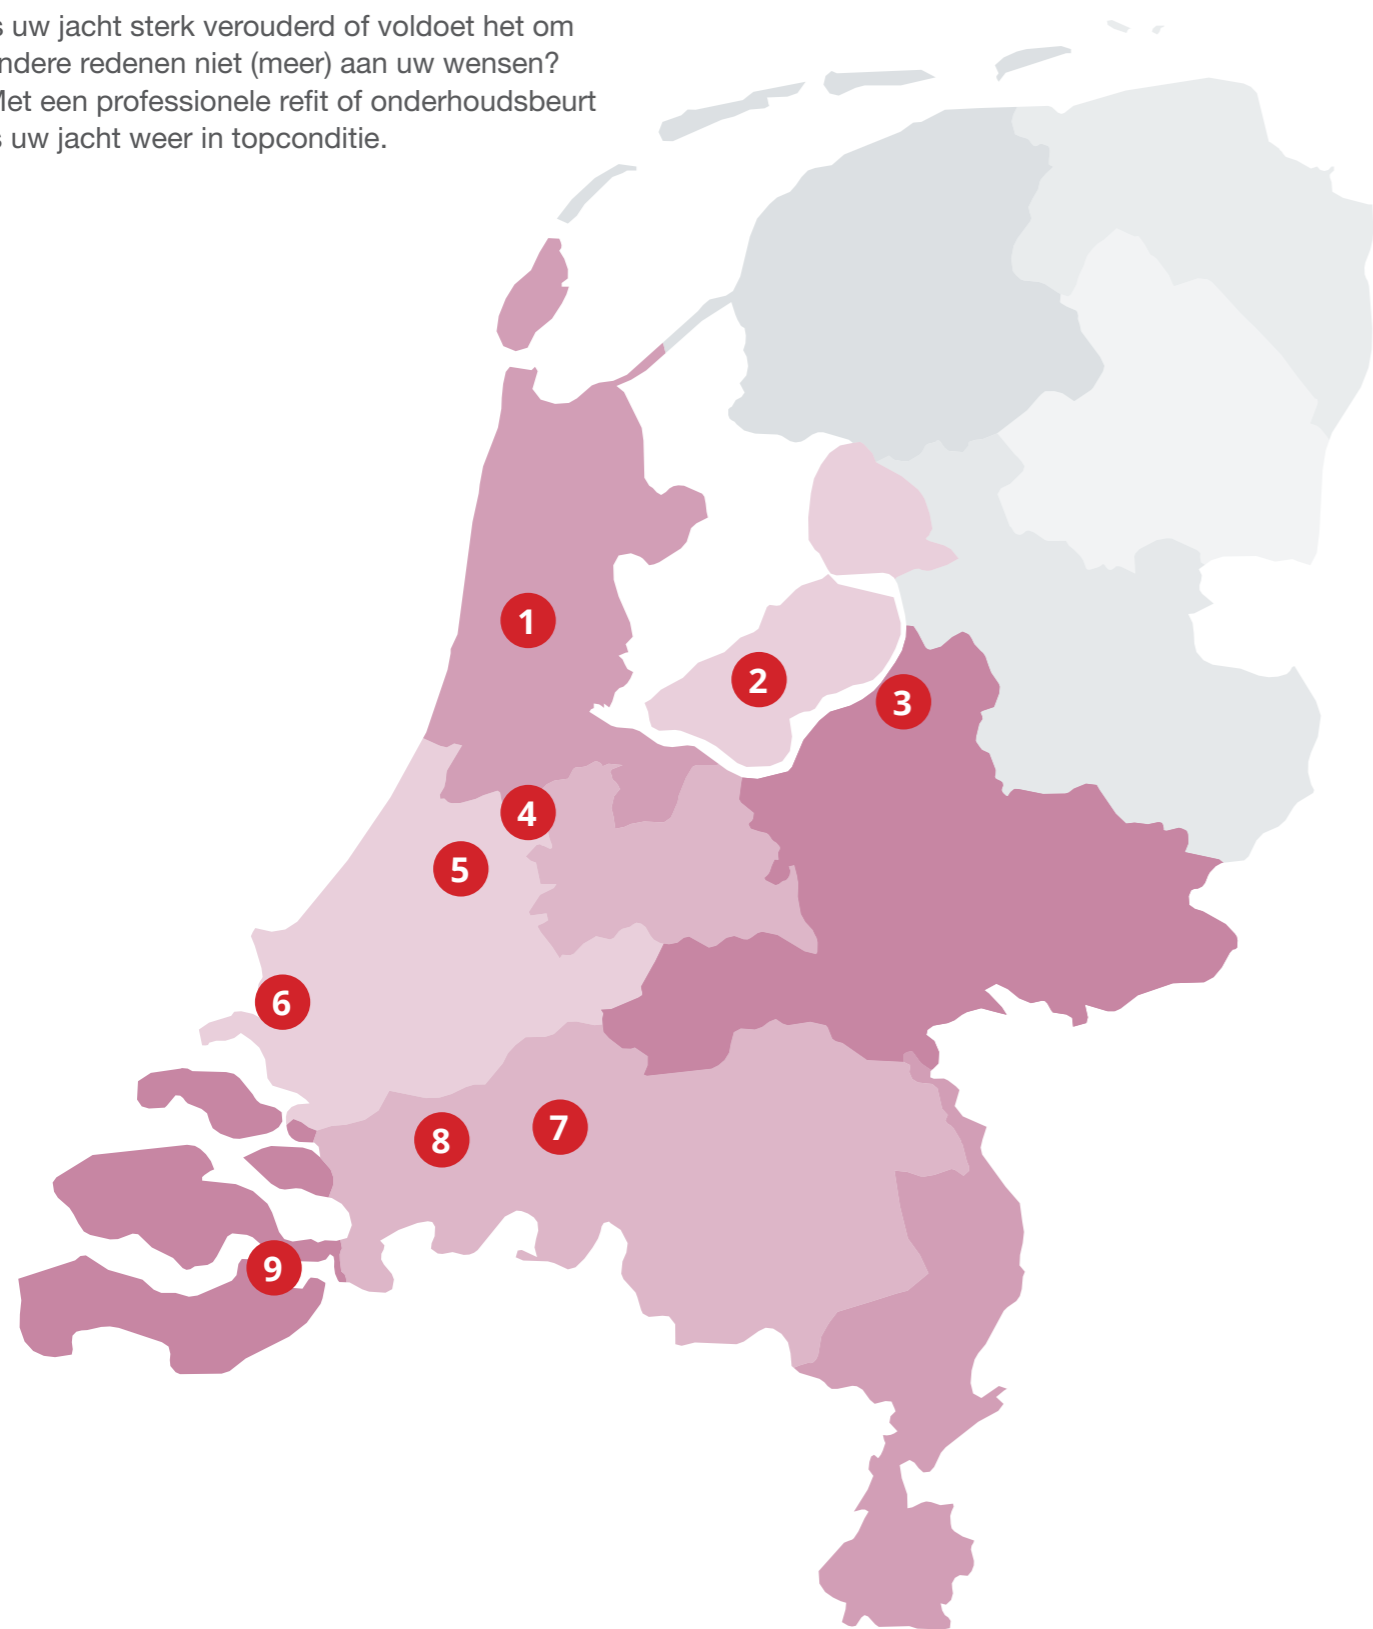 s uw jacht sterk verouderd of voldoet het om
ndere redenen niet (meer) aan uw wensen?
Met een professionele refit of onderhoudsbeurt
s uw jacht weer in topconditie.
1
2
3
4
5
6
7
8
9